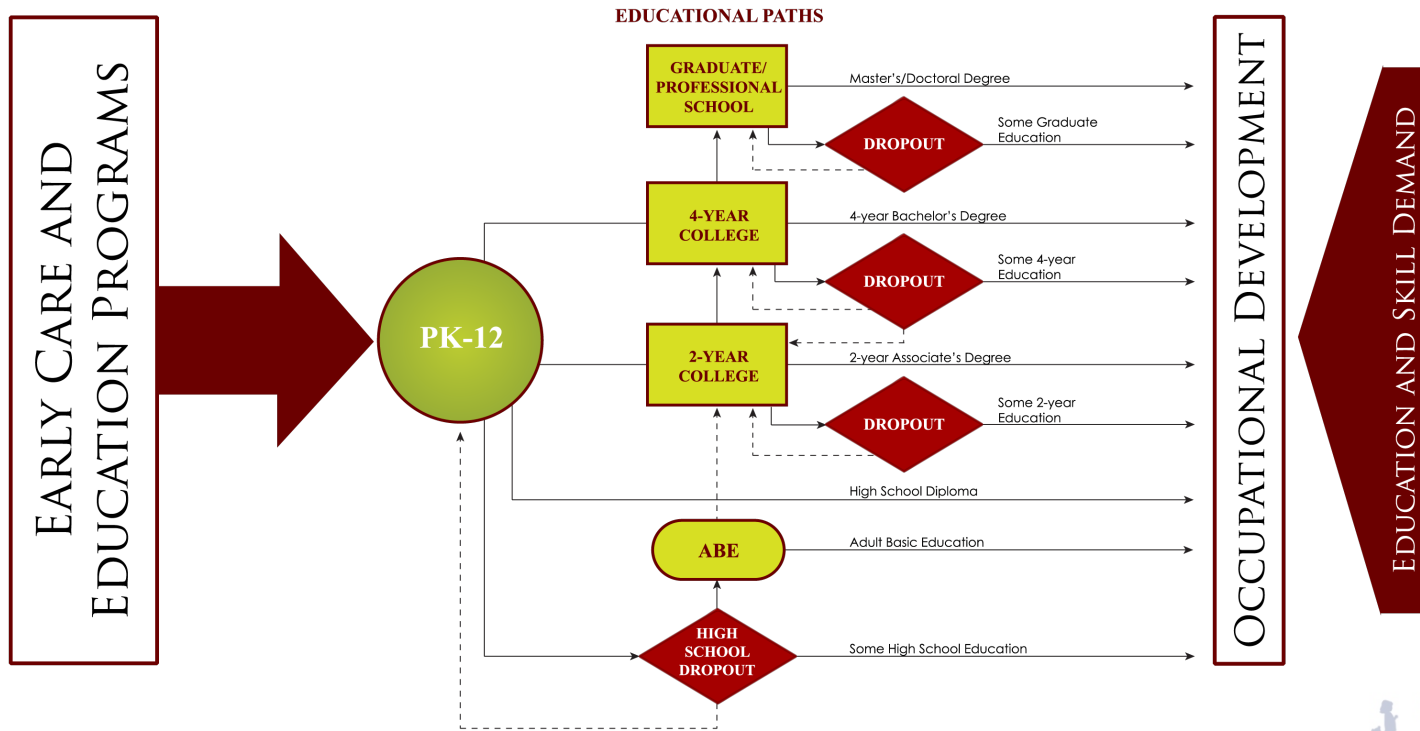 EDUCATIONAL PATHS
EARLY CARE AND
EDUCATION PROGRAMS
PK-12
GRADUATE/
PROFESSIONAL
SCHOOL
Master's/Doctoral Degree
DROPOUT
Some Graduate
Education
4-YEAR
COLLEGE
4-year Bachelor's Degree
DROPOUT
Some 4-year
Education
2-YEAR
COLLEGE
2-year Associate's Degree
DROPOUT
Some 2-year
Education
High School Diploma
ABE
Adult Basic Education
HIGH
SCHOOL
DROPOUT
Some High School Education
OCCUPATIONAL DEVELOPMENT
EDUCATION AND SKILL DEMAND